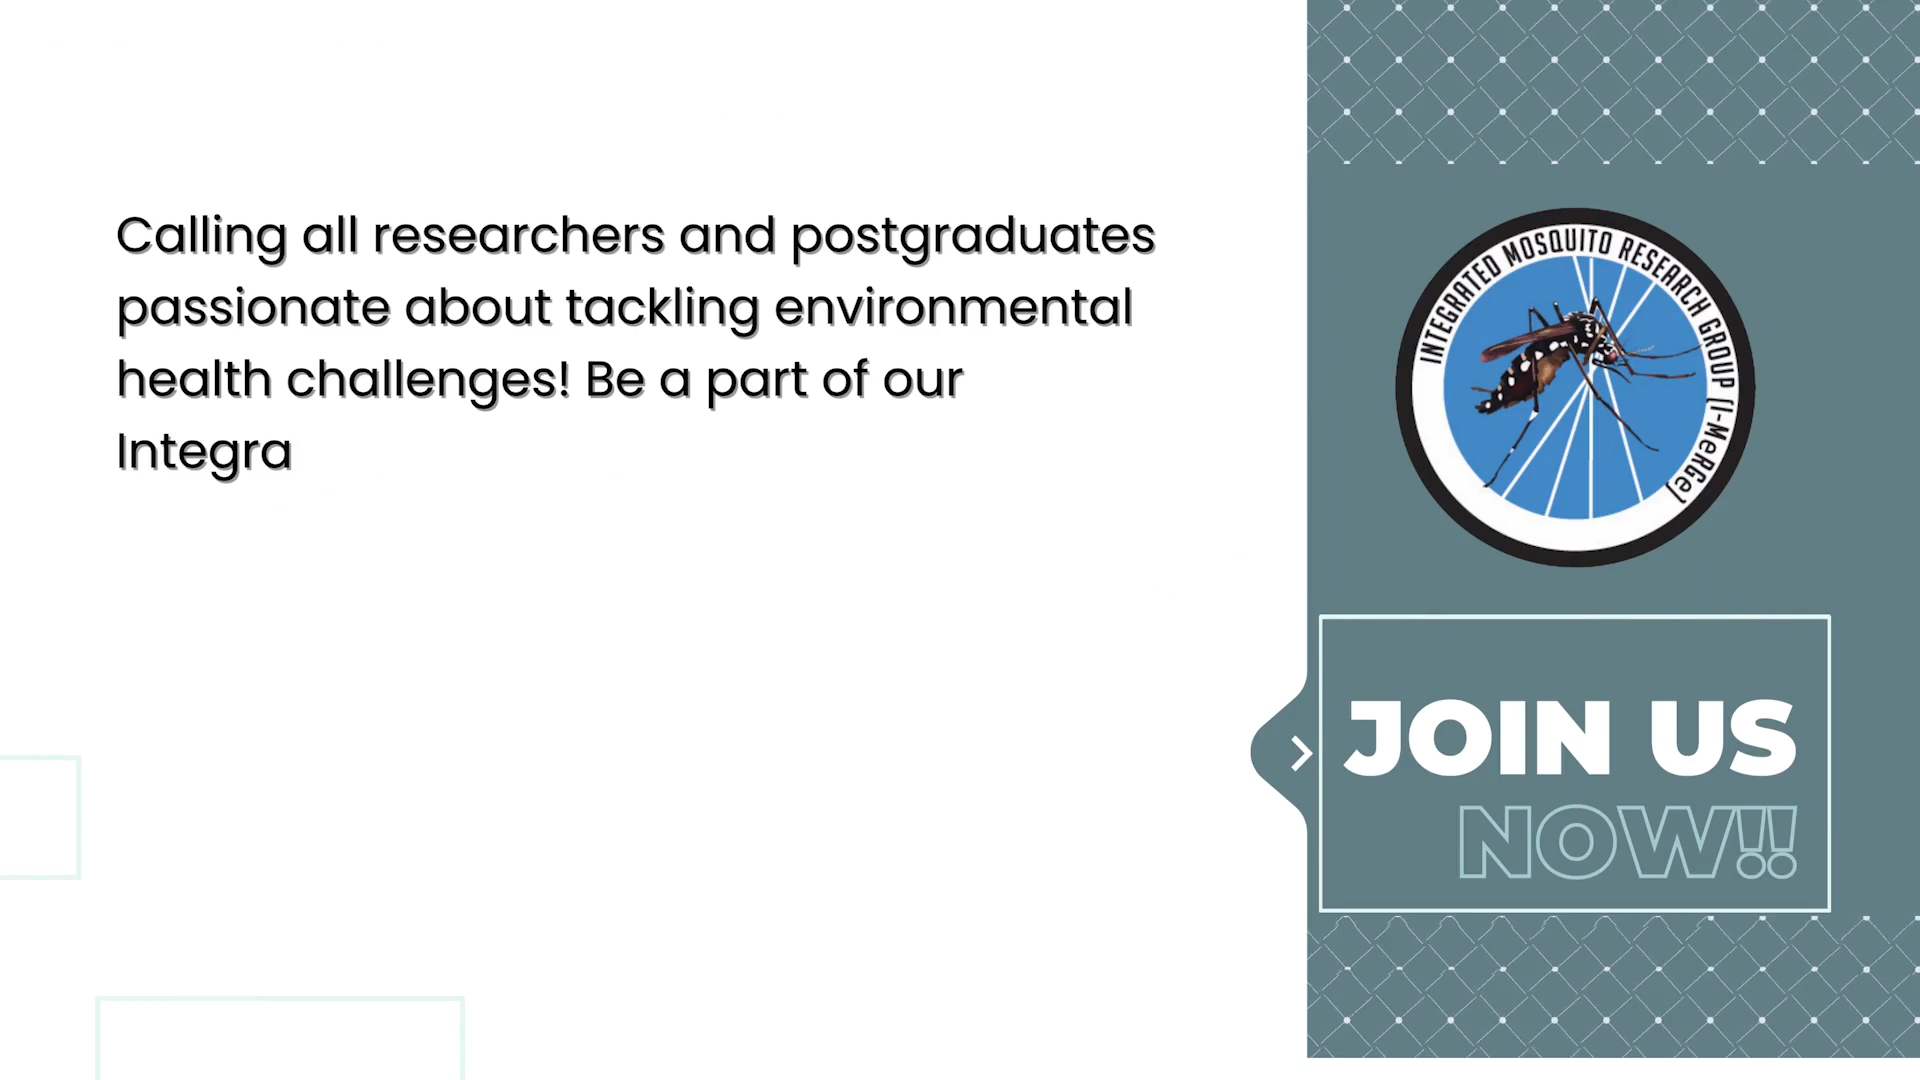 Calling all researchers and postgraduates
passionate about tackling environmental
health challenges! Be a part of our
Integra
INTEGRATED MOSQUITO RESEARCH GROUP [I-MeRGe]
JOIN US
NOW!!